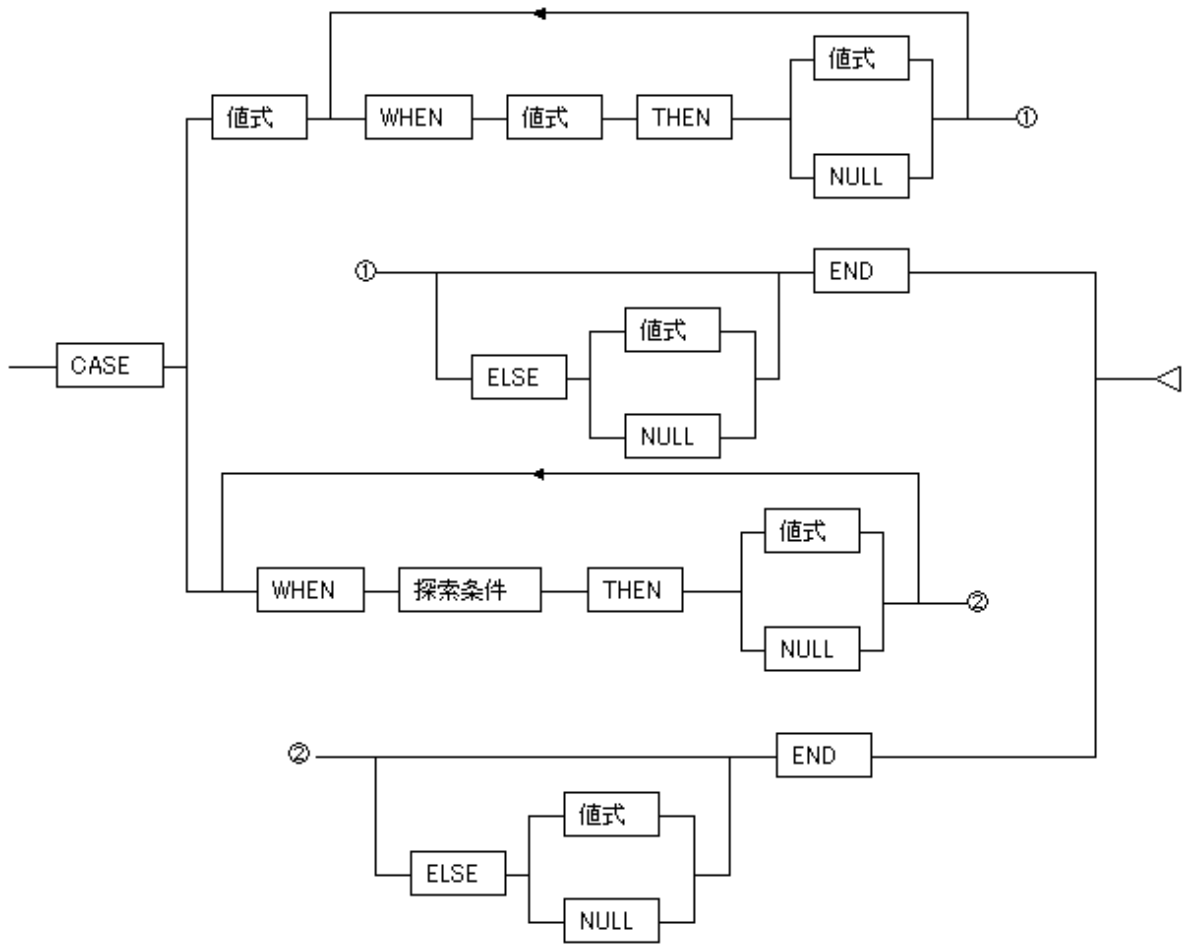 値式
値式 WHEN 値式 THEN ①
NULL
① END
値式
CASE ELSE
NULL
値式
WHEN 探索条件 THEN ②
NULL
② END
値式
ELSE
NULL